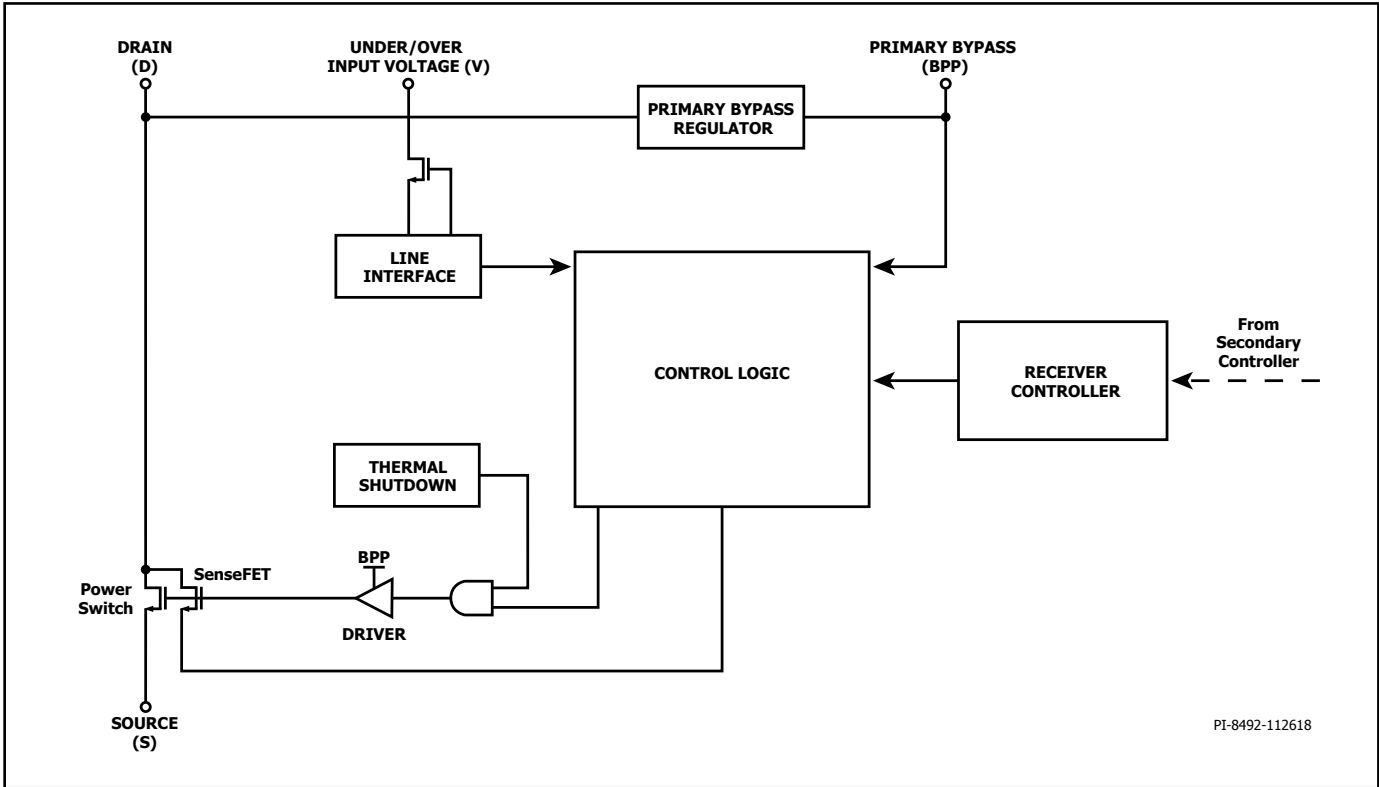 DRAIN
(D)
UNDER/OVER
INPUT VOLTAGE (V)
PRIMARY BYPASS
(BPP)
PRIMARY BYPASS
REGULATOR
LINE
INTERFACE
CONTROL LOGIC
RECEIVER
CONTROLLER
From
Secondary
Controller
THERMAL
SHUTDOWN
BPP
SenseFET
Power
Switch
DRIVER
SOURCE
(S)
PI-8492-112618